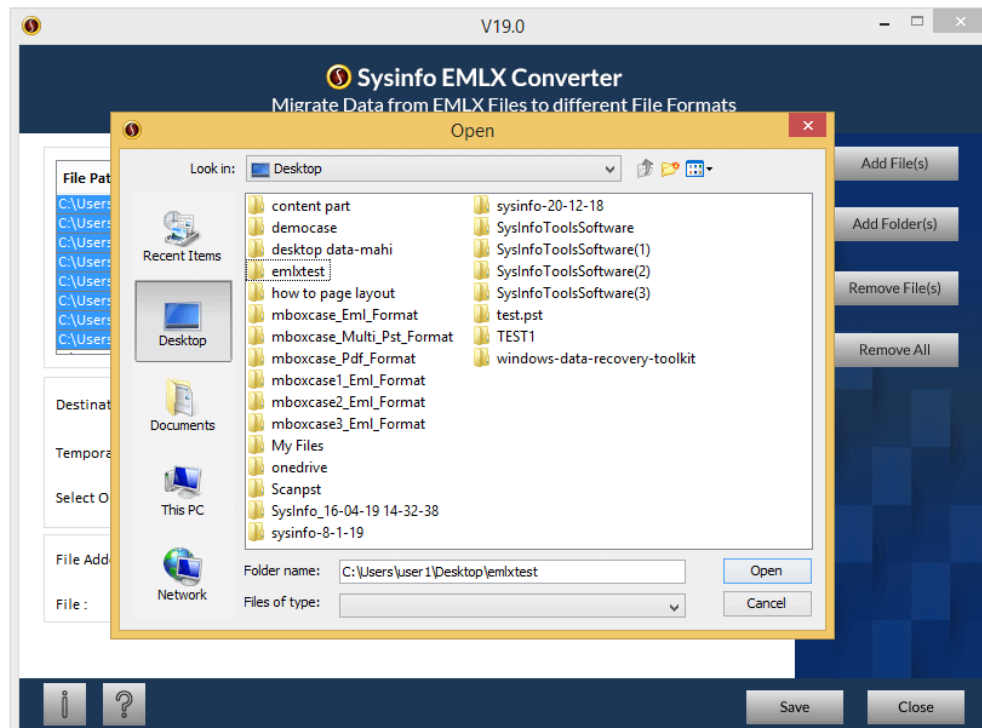 V19.0
Sysinfo EMLX Converter
Migrate Data from EMLX Files to different File Formats
Open
Look in: Desktop
Recent Items
Desktop
Documents
This PC
Network
content part
democase
desktop data-mahi
emlxtest
how to page layout
mboxcase_Eml_Format
mboxcase_Multi_Pst_Format
mboxcase_Pdf_Format
mboxcase1_Eml_Format
mboxcase2_Eml_Format
mboxcase3_Eml_Format
My Files
onedrive
Scanpst
SysInfo_16-04-19 14-32-38
sysinfo-8-1-19
sysinfo-20-12-18
SysInfoToolsSoftware
SysInfoToolsSoftware(1)
SysInfoToolsSoftware(2)
SysInfoToolsSoftware(3)
test.pst
TEST1
windows-data-recovery-toolkit
Folder name: C:\Users\user1\Desktop\emlxtest
Open
Files of type:
Cancel
File Pat
C:\Users
C:\Users
C:\Users
C:\Users
C:\Users
C:\Users
C:\Users
C:\Users
Destinat
Tempora
Select O
File Add
File :
Add File(s)
Add Folder(s)
Remove File(s)
Remove All
i
?
Save
Close